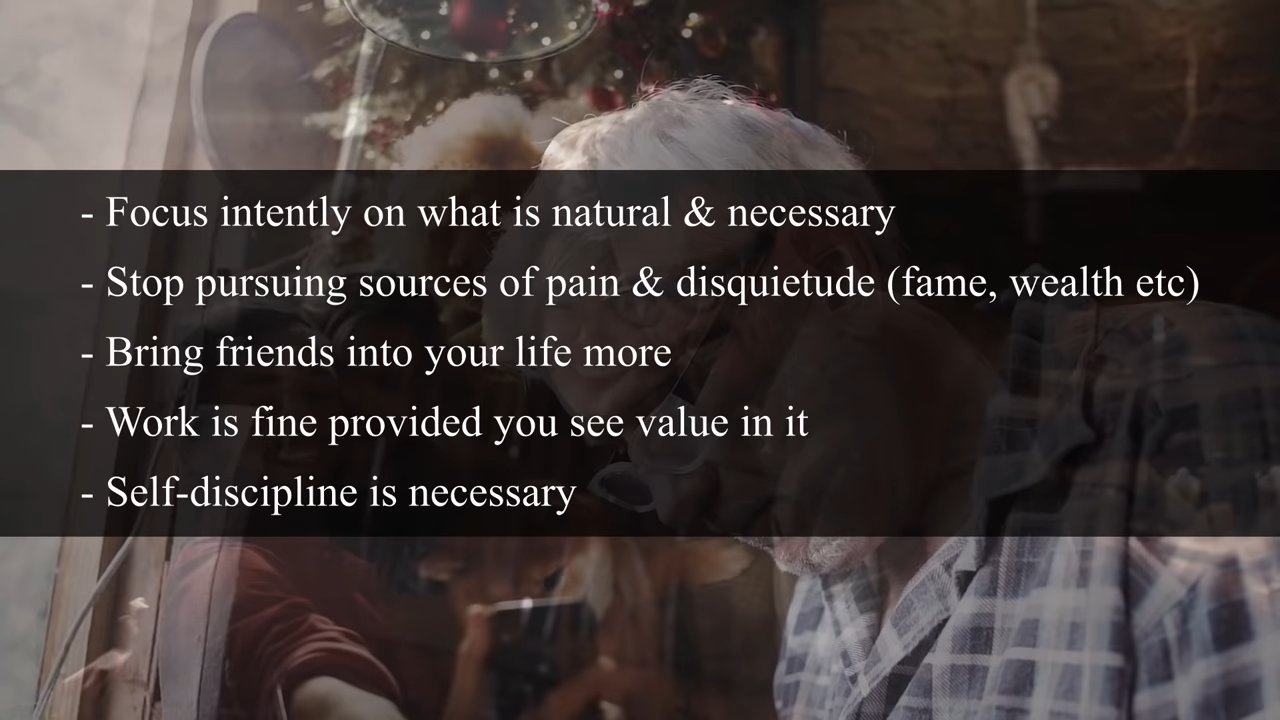 - Focus intently on what is natural & necessary
- Stop pursuing sources of pain & disquietude (fame, wealth etc)
- Bring friends into your life more
- Work is fine provided you see value in it
- Self-discipline is necessary